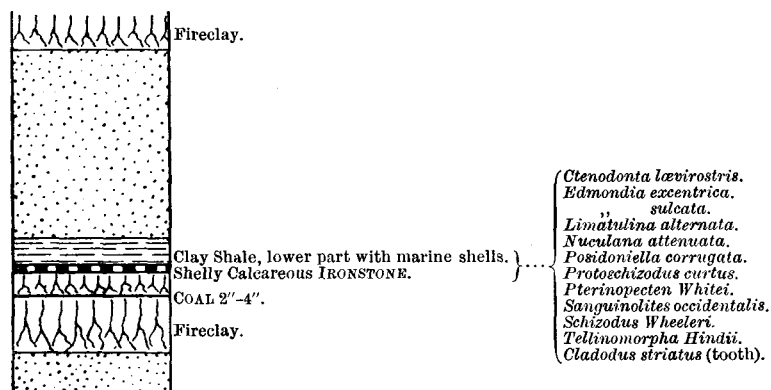 Fireclay.
Clay Shale, lower part with marine shells.
Shelly Calcareous IRONSTONE.
COAL 2"-4".
Fireclay.
Ctenodonta lævirostris.
Edmondia excentrica.
,, sulcata.
Limatulina alternata.
Nuculana attenuata.
Posidoniella corrugata.
Protoschizodus curtus.
Pterinopecten Whitei.
Sanguinolites occidentalis.
Schizodus Wheeleri.
Tellinomorpha Hindii.
Cladodus striatus (tooth).